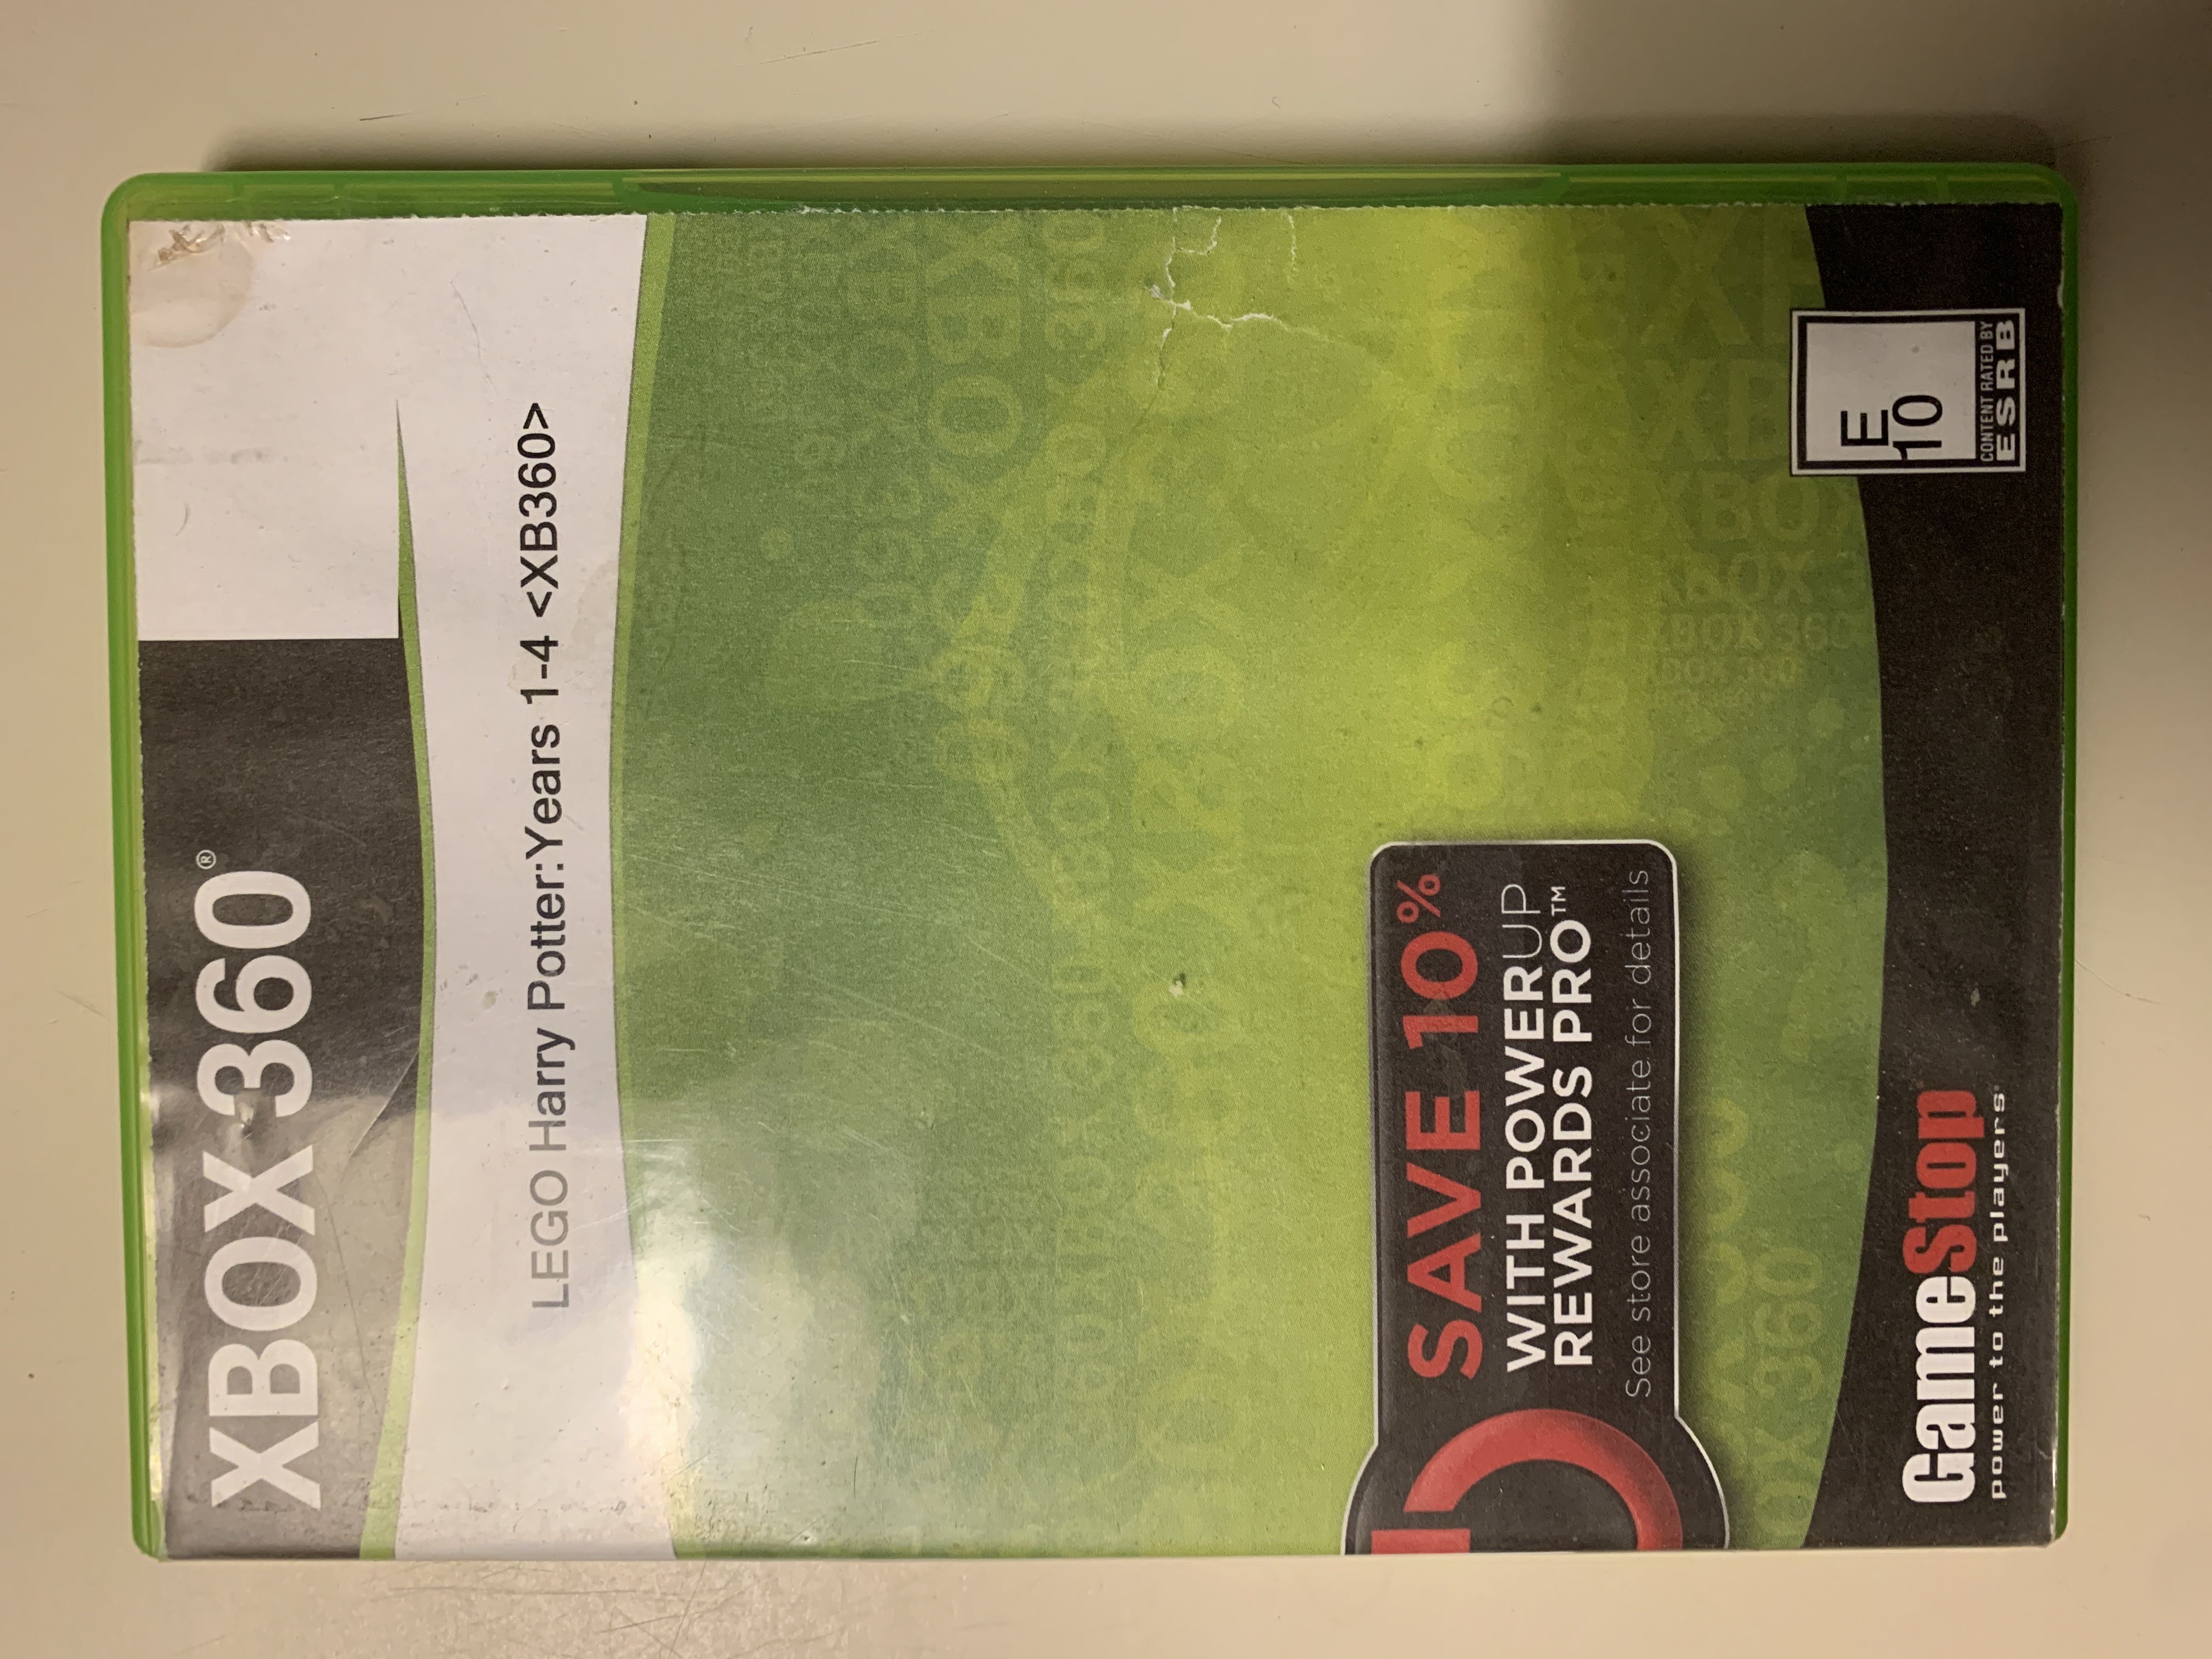 XBOX 360®
LEGO Harry Potter:Years 1-4 <XB360>
SAVE 10%
WITH POWERUP
REWARDS PRO™
See store associate for details
GameStop
power to the players®
E
10
CONTENT RATED BY
ESRB